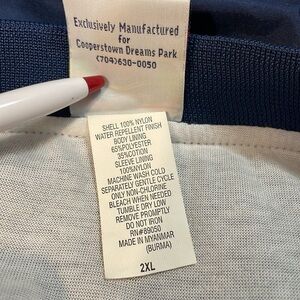 Exclusively Manufactured
for
Cooperstown Dreams Park
(704)630-0050
SHELL 100% NYLON
WATER REPELLENT FINISH
BODY LINING
65%POLYESTER
35%COTTON
SLEEVE LINING
100%NYLON
MACHINE WASH COLD
SEPARATELY GENTLE CYCLE
ONLY NON-CHLORINE
BLEACH WHEN NEEDED
TUMBLE DRY LOW
REMOVE PROMPTLY
DO NOT IRON
RN#89050
MADE IN MYANMAR
(BURMA)
2XL